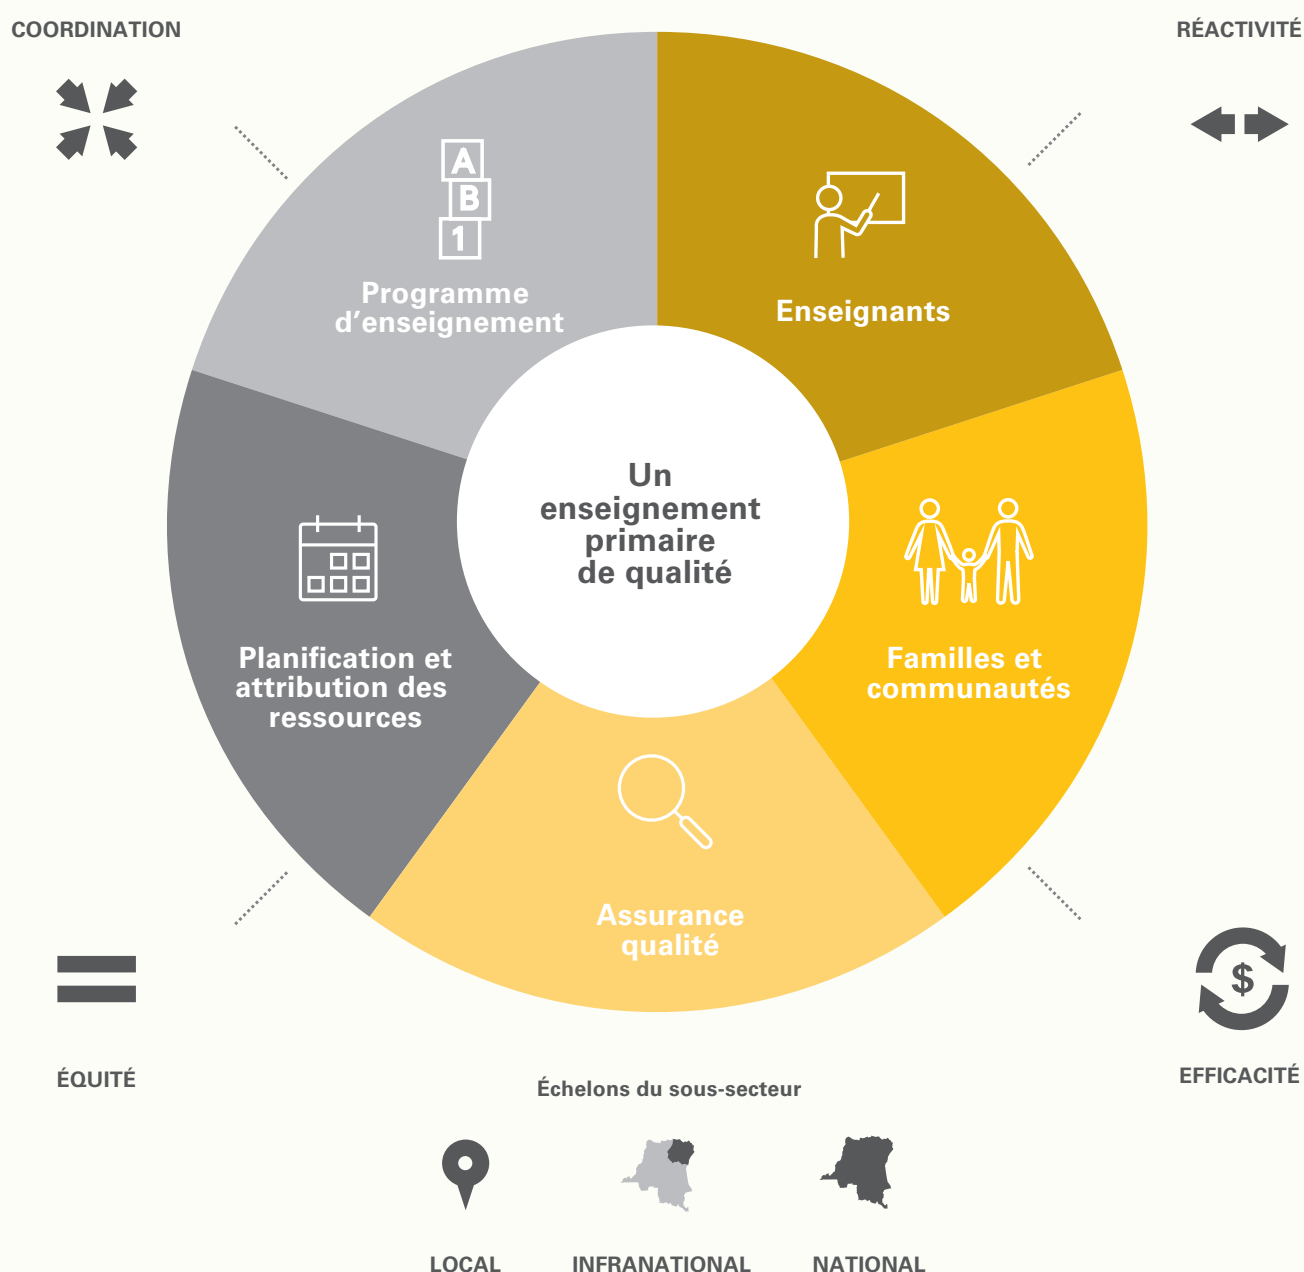 COORDINATION
RÉACTIVITÉ
A
B
1
Programme
d'enseignement
Enseignants
Un
enseignement
primaire
de qualité
Planification et
attribution des
ressources
Familles et
communautés
Assurance
qualité
$
ÉQUITÉ
EFFICACITÉ
Échelons du sous-secteur
LOCAL
INFRANATIONAL
NATIONAL